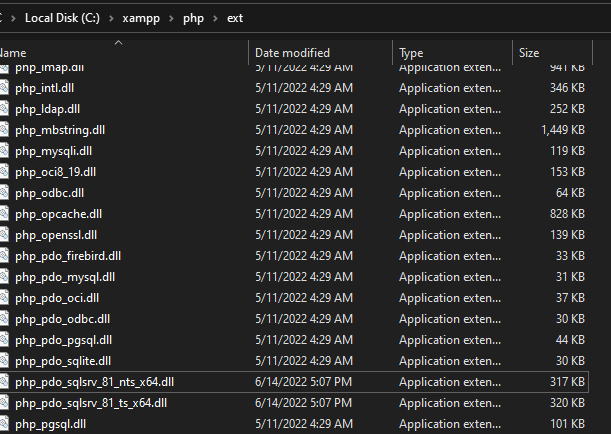 Local Disk (C:) > xampp > php > ext
Name Date modified Type Size
php_imap.dll 5/11/2022 4:29 AM Application exten... 941 KB
php_intl.dll 5/11/2022 4:29 AM Application exten... 346 KB
php_ldap.dll 5/11/2022 4:29 AM Application exten... 252 KB
php_mbstring.dll 5/11/2022 4:29 AM Application exten... 1,449 KB
php_mysqli.dll 5/11/2022 4:29 AM Application exten... 119 KB
php_oci8_19.dll 5/11/2022 4:29 AM Application exten... 153 KB
php_odbc.dll 5/11/2022 4:29 AM Application exten... 64 KB
php_opcache.dll 5/11/2022 4:29 AM Application exten... 828 KB
php_openssl.dll 5/11/2022 4:29 AM Application exten... 139 KB
php_pdo_firebird.dll 5/11/2022 4:29 AM Application exten... 33 KB
php_pdo_mysql.dll 5/11/2022 4:29 AM Application exten... 31 KB
php_pdo_oci.dll 5/11/2022 4:29 AM Application exten... 37 KB
php_pdo_odbc.dll 5/11/2022 4:29 AM Application exten... 30 KB
php_pdo_pgsql.dll 5/11/2022 4:29 AM Application exten... 44 KB
php_pdo_sqlite.dll 5/11/2022 4:29 AM Application exten... 30 KB
php_pdo_sqlsrv_81_nts_x64.dll 6/14/2022 5:07 PM Application exten... 317 KB
php_pdo_sqlsrv_81_ts_x64.dll 6/14/2022 5:07 PM Application exten... 320 KB
php_pgsql.dll 5/11/2022 4:29 AM Application exten... 101 KB